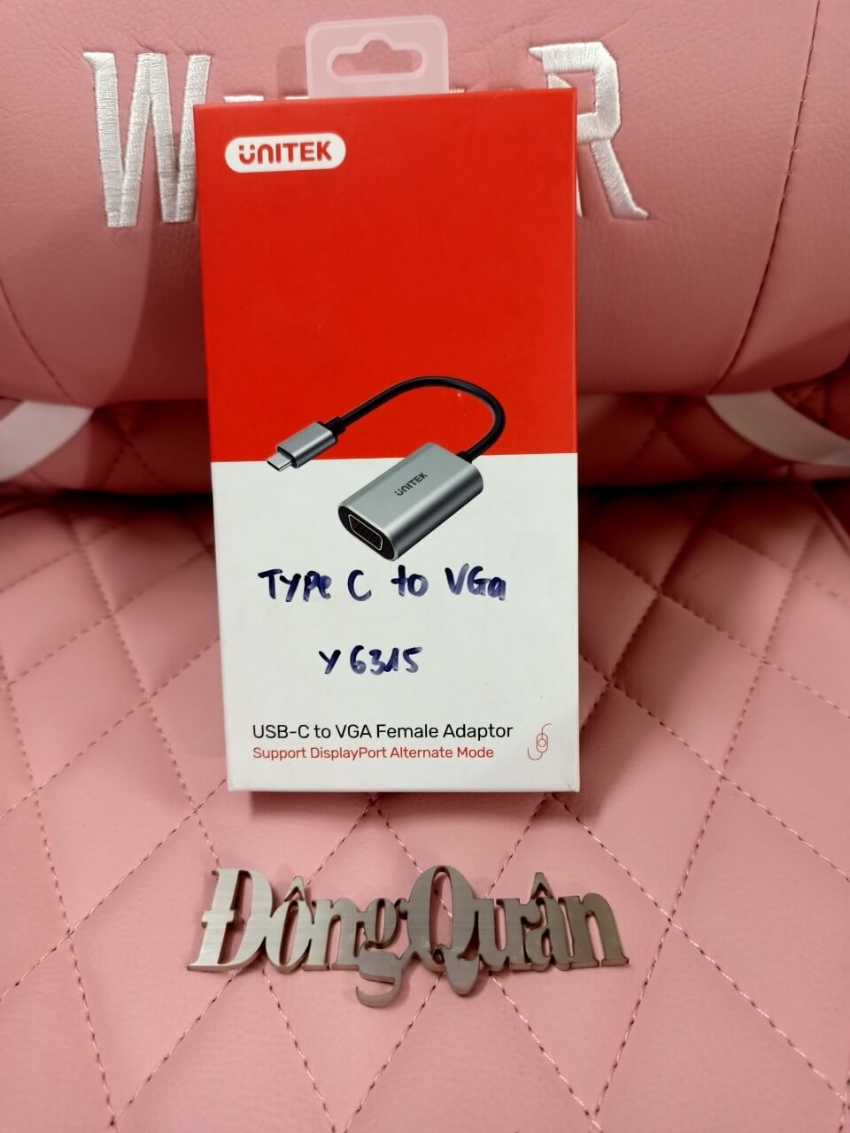 UNITEK
UNITEK
TYPe C to VGa
Y6315
USB-C to VGA Female Adaptor
Support DisplayPort Alternate Mode
ĐôngQuân